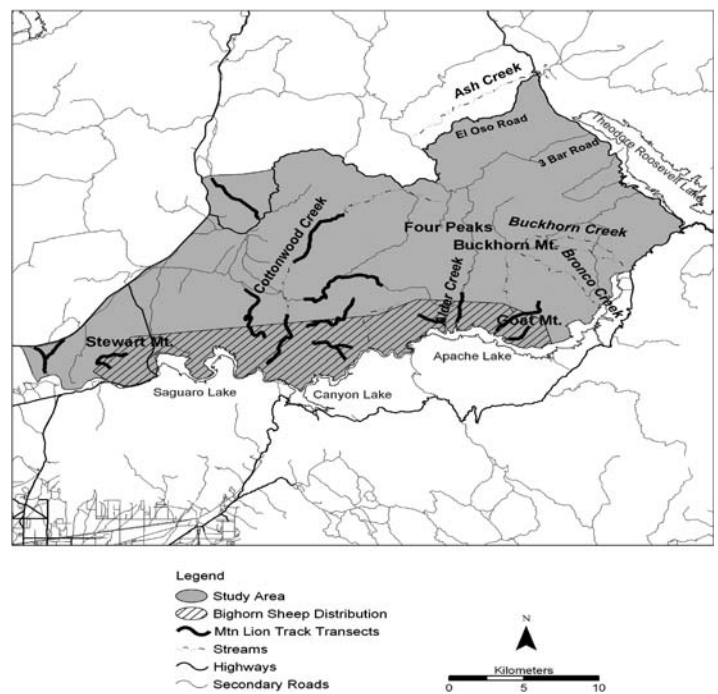 Ash Creek
El Oso Road
3 Bar Road
Theodore Roosevelt Lake
Cottonwood Creek
Four Peaks
Buckhorn Creek
Buckhorn Mt.
Bronco Creek
Alder Creek
Goat Mt.
Stewart Mt.
Apache Lake
Saguaro Lake
Canyon Lake
Legend
Study Area
Bighorn Sheep Distribution
Mtn Lion Track Transects
Streams
Highways
Secondary Roads
N
Kilometers
0 5 10